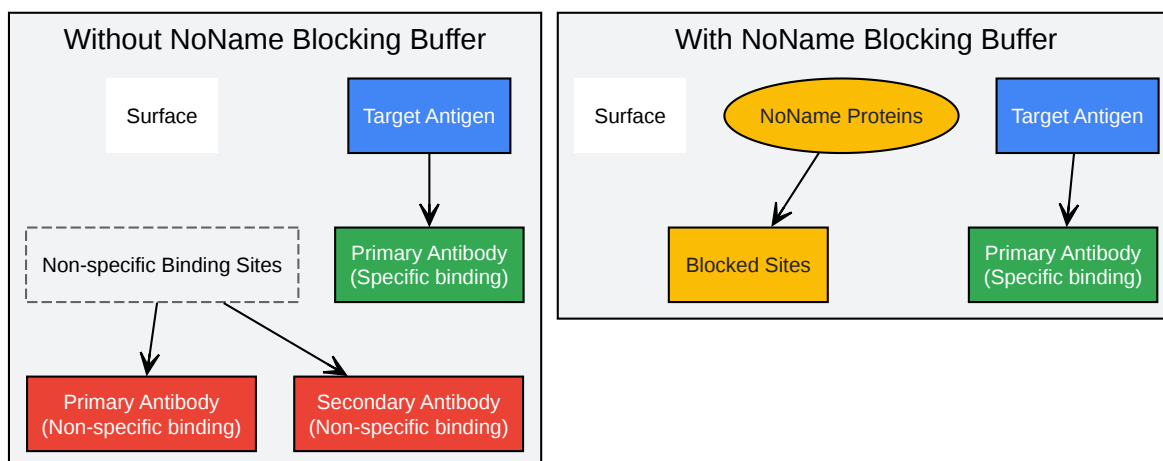 Without NoName Blocking Buffer
Surface
Target Antigen
Non-specific Binding Sites
Primary Antibody
(Specific binding)
Primary Antibody
(Non-specific binding)
Secondary Antibody
(Non-specific binding)
With NoName Blocking Buffer
Surface
NoName Proteins
Target Antigen
Blocked Sites
Primary Antibody
(Specific binding)